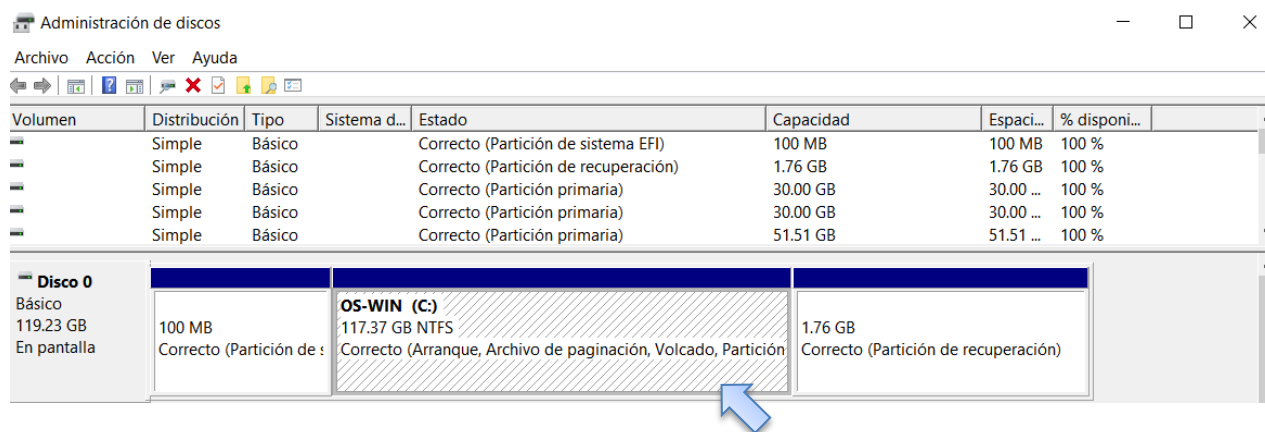 Administración de discos
Archivo Acción Ver Ayuda
Volumen Distribución Tipo Sistema d... Estado Capacidad Espaci... % disponi...
Simple Básico Correcto (Partición de sistema EFI) 100 MB 100 MB 100 %
Simple Básico Correcto (Partición de recuperación) 1.76 GB 1.76 GB 100 %
Simple Básico Correcto (Partición primaria) 30.00 GB 30.00 ... 100 %
Simple Básico Correcto (Partición primaria) 30.00 GB 30.00 ... 100 %
Simple Básico Correcto (Partición primaria) 51.51 GB 51.51 ... 100 %
Disco 0
Básico
119.23 GB
En pantalla
100 MB
Correcto (Partición de s
OS-WIN (C:)
117.37 GB NTFS
Correcto (Arranque, Archivo de paginación, Volcado, Partición
1.76 GB
Correcto (Partición de recuperación)